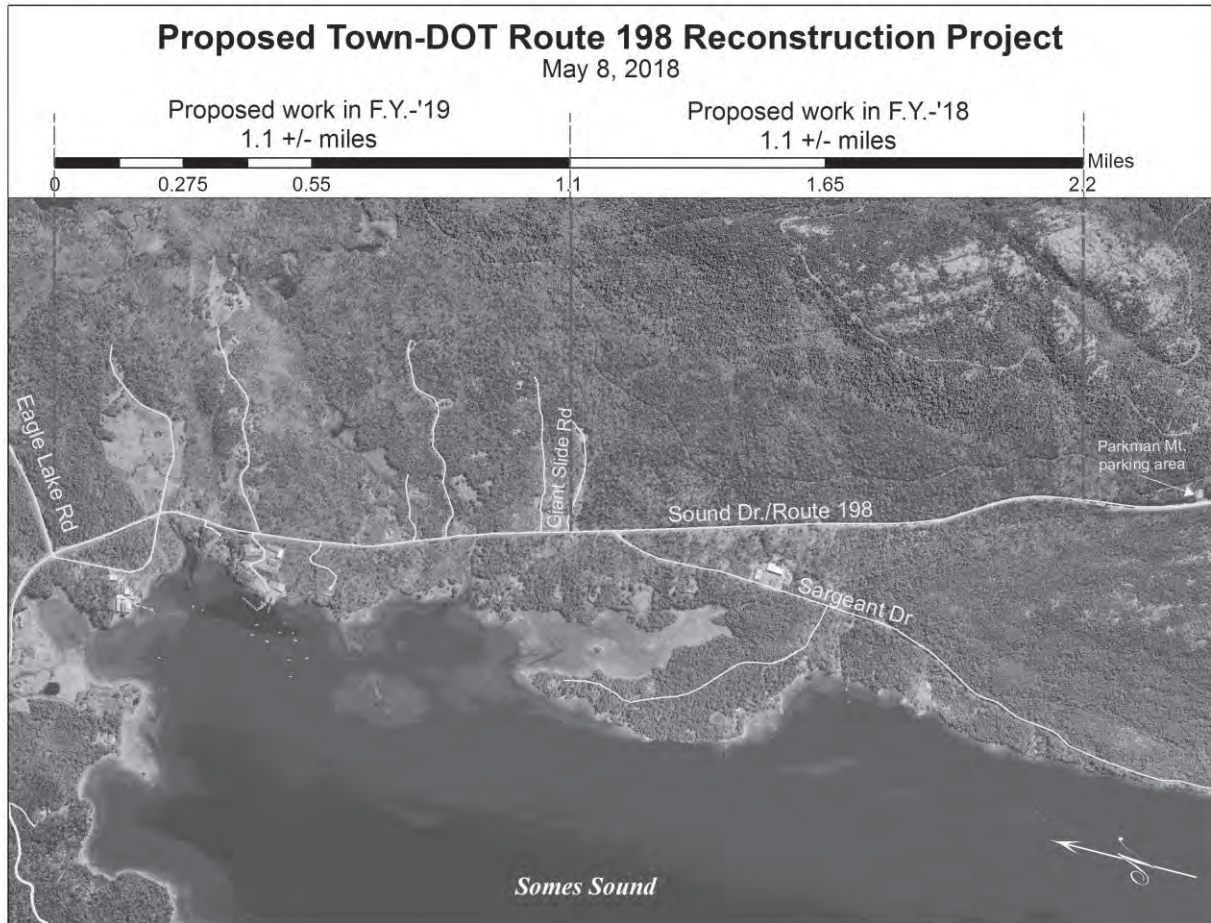 Proposed Town-DOT Route 198 Reconstruction Project
May 8, 2018
Proposed work in F.Y.-'19
1.1 +/- miles
Proposed work in F.Y.-'18
1.1 +/- miles
Miles
0 0.275 0.55 1.1 1.65 2.2
Eagle Lake Rd
Giant Slide Rd
Parkman Mt.
parking area
Sound Dr./Route 198
Sargeant Dr
Somes Sound